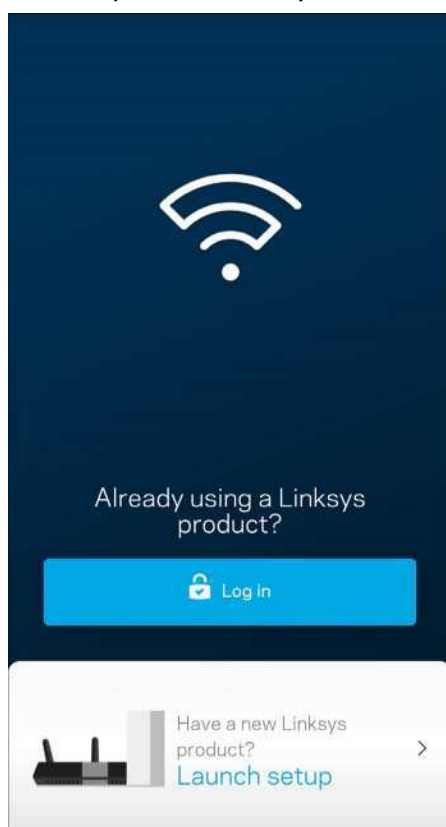 Already using a Linksys
product?
Log in
Have a new Linksys
product?
Launch setup